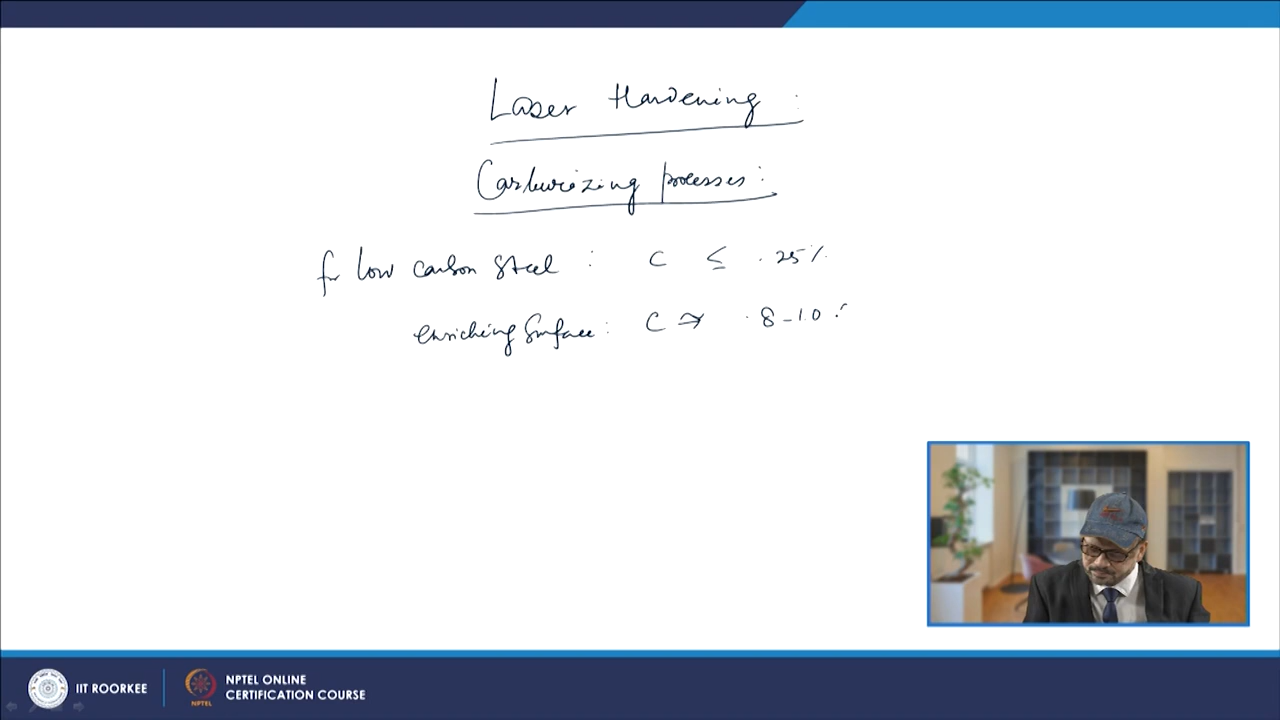 Laser Hardening :
Carburizing processes :
for low carbon steel : C ≤ .25%
enriching surface : C ⇒ .8-1.0 %
IIT ROORKEE
NPTEL ONLINE
CERTIFICATION COURSE
NPTEL